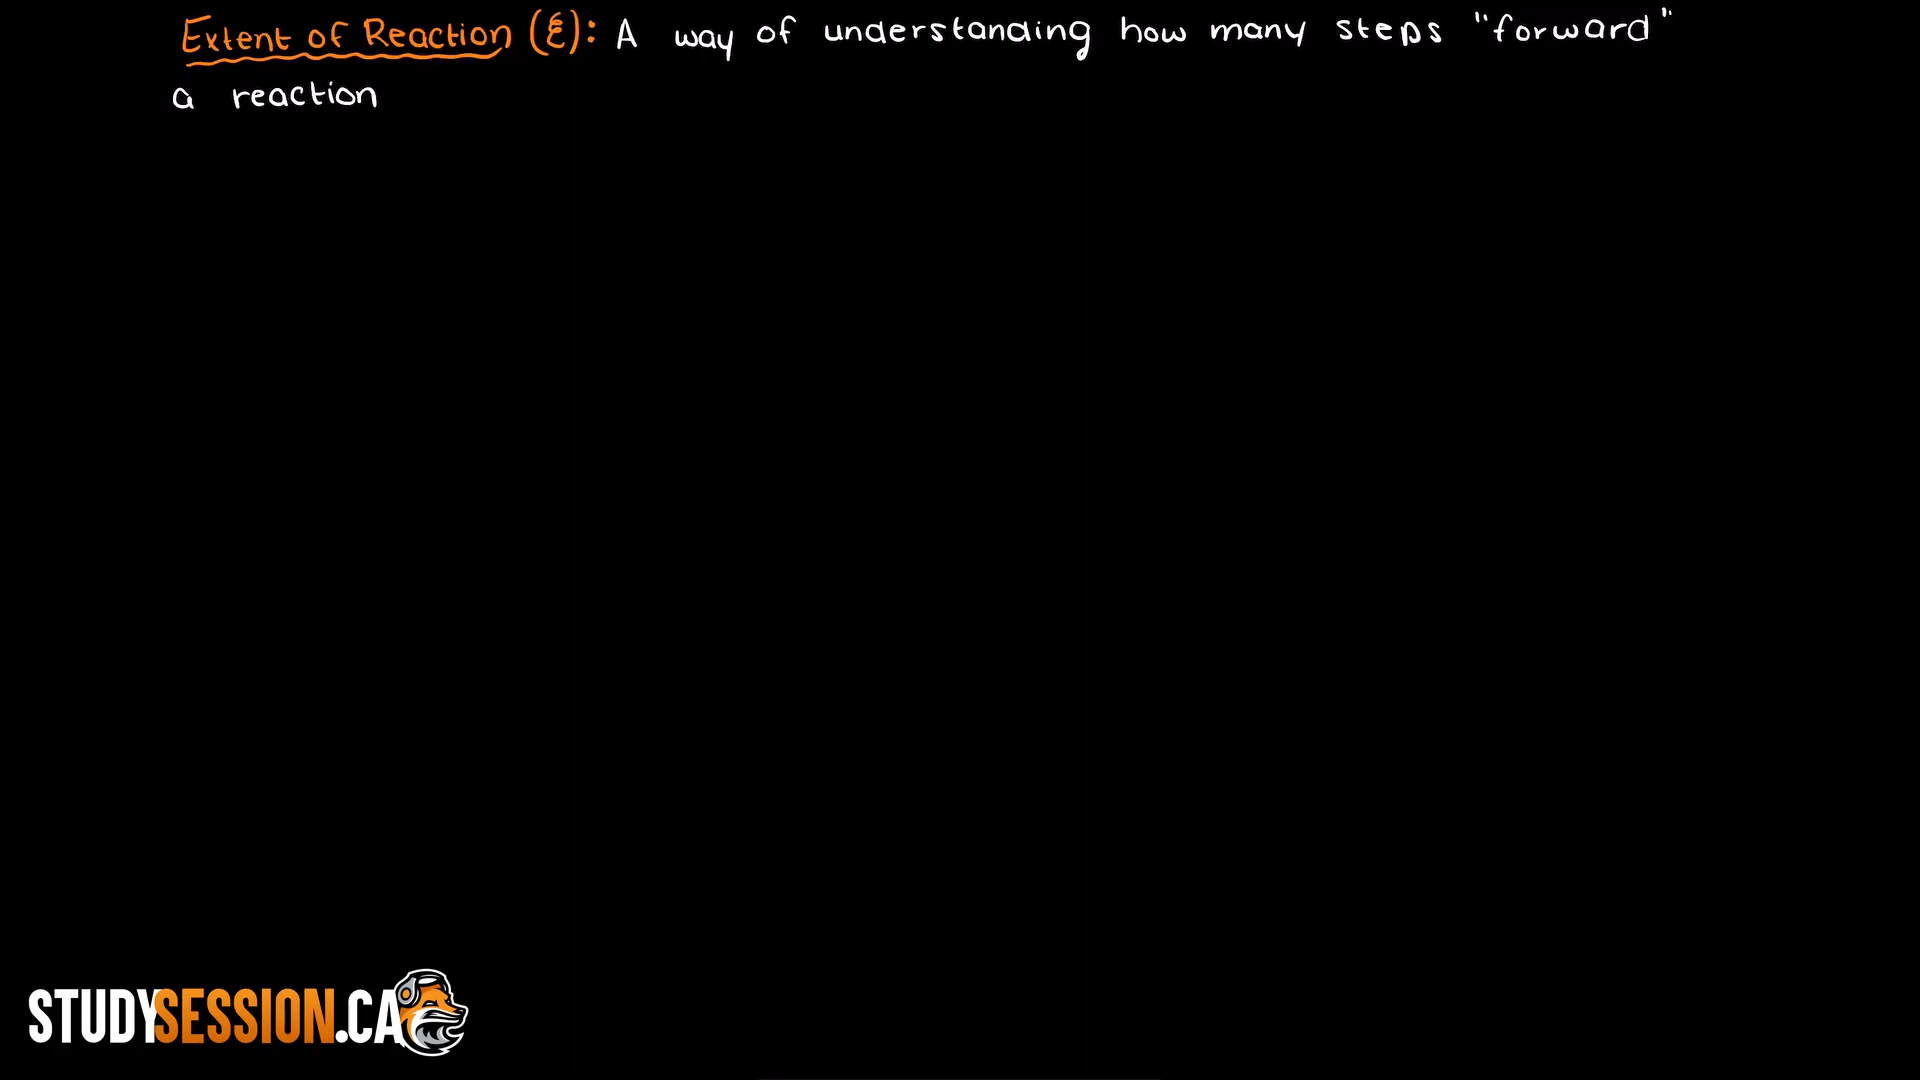 Extent of Reaction (ξ): A way of understanding how many steps "forward"
a reaction
STUDYSESSION.CA